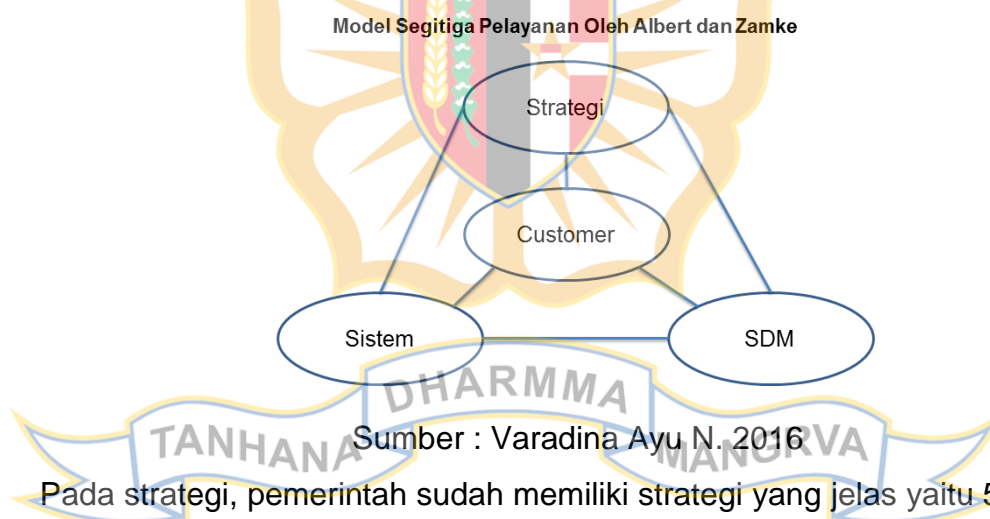 Model Segitiga Pelayanan Oleh Albert dan Zamke
Strategi
Customer
Sistem
SDM
DHARMMA
TANHANA
MANGRVA
Sumber : Varadina Ayu N. 2016
Pada strategi, pemerintah sudah memiliki strategi yang jelas yaitu 5